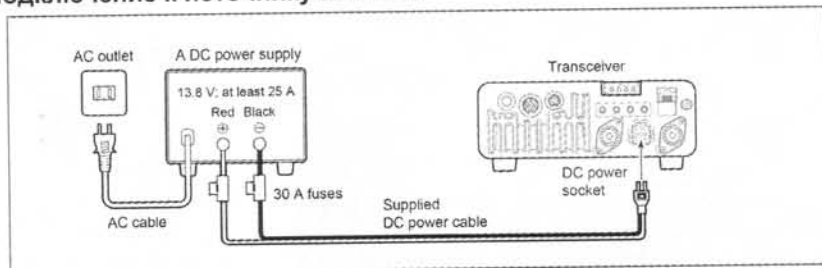 AC outlet
A DC power supply
13.8 V; at least 25 A
Red Black
⊕ ⊖
30 A fuses
AC cable
Supplied
DC power cable
Transceiver
DC power
socket